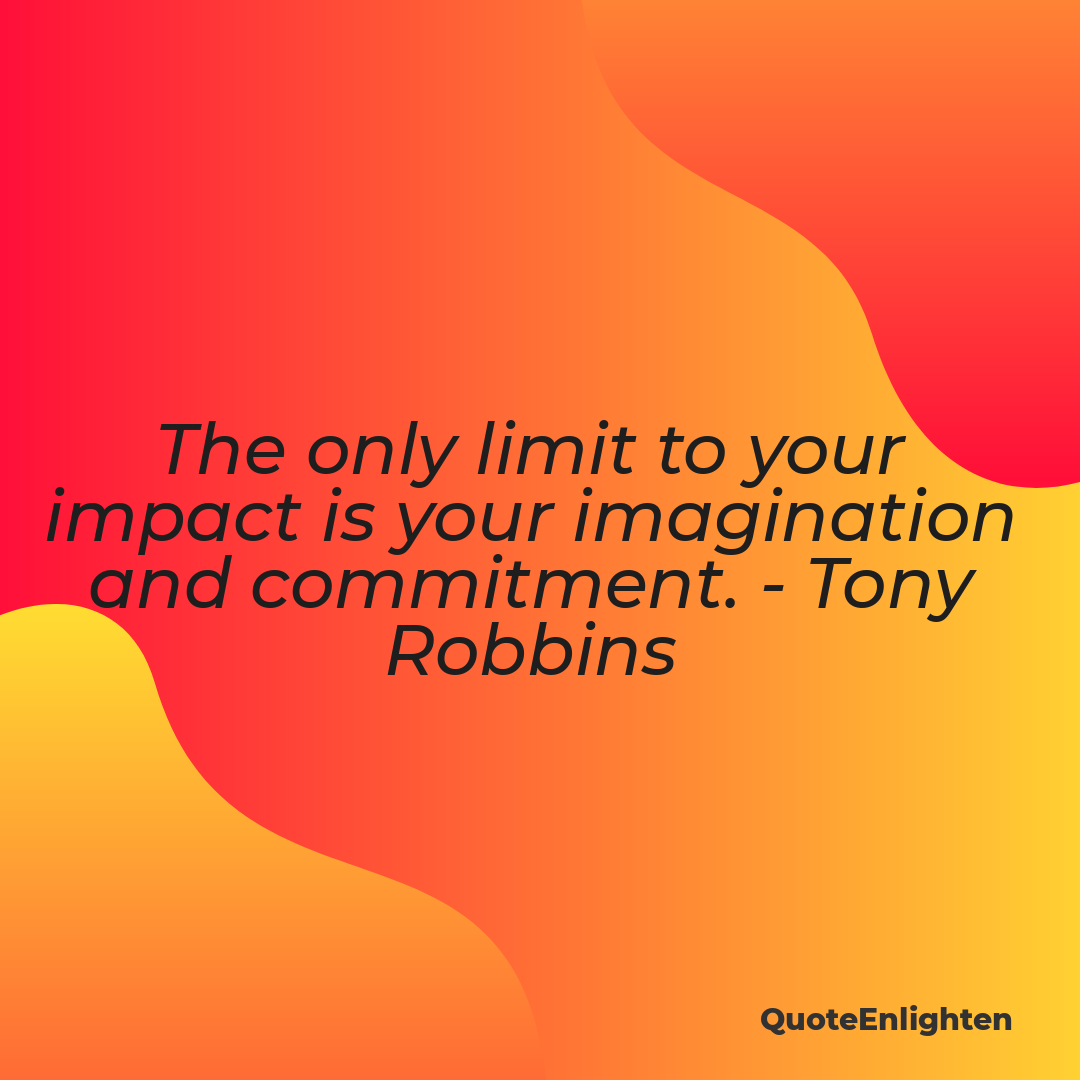 The only limit to your
impact is your imagination
and commitment. - Tony
Robbins
QuoteEnlighten